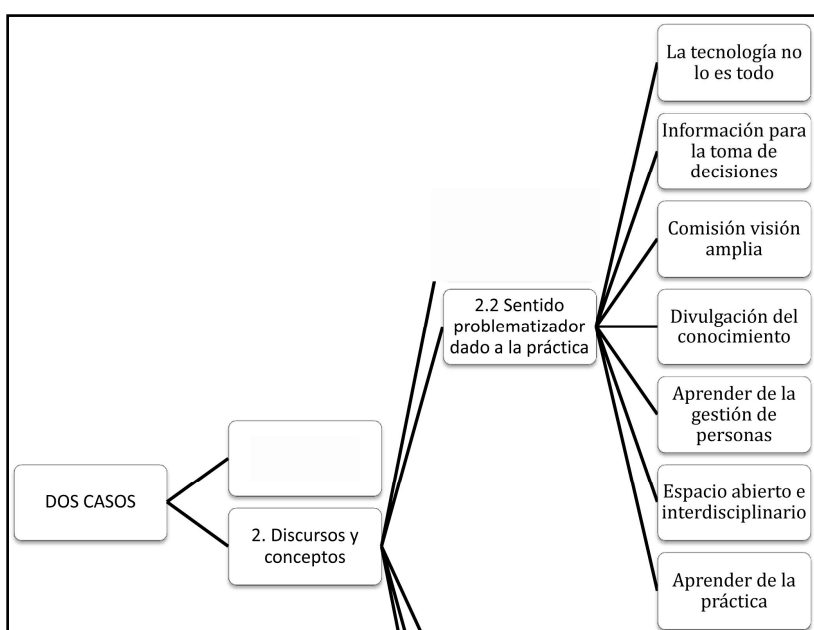 La tecnología no
lo es todo
Información para
la toma de
decisiones
Comisión visión
amplia
2.2 Sentido
problematizador
dado a la práctica
Divulgación del
conocimiento
Aprender de la
gestión de
personas
DOS CASOS
2. Discursos y
conceptos
Espacio abierto e
interdisciplinario
Aprender de la
práctica